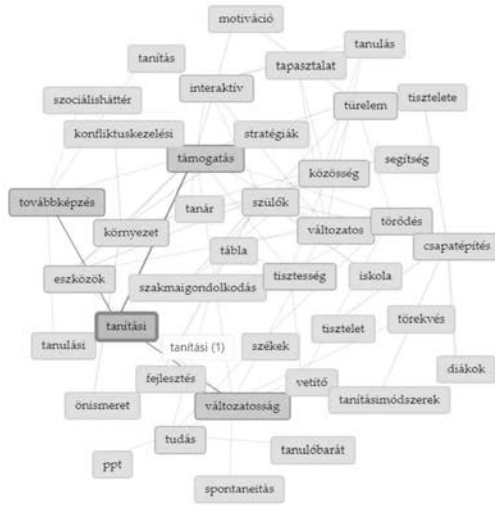 motiváció
tanulás
tanítás
tapasztalat
interaktív
tisztelete
szociálisháttér
türelem
konfliktuskezelési
stratégiák
támogatás
segítség
közösség
továbbképzés
tanár
szülők
környezet
változatos
törődés
tábla
csapatépítés
eszközök
szakmaigondolkodás
tisztesség
iskola
tanítási
tisztelet
törekvés
tanulási
tanítási (1)
székek
diákok
fejlesztés
vetítő
önismeret
változatosság
tanításimódszerek
tudás
tanulóbarát
ppt
spontaneitás